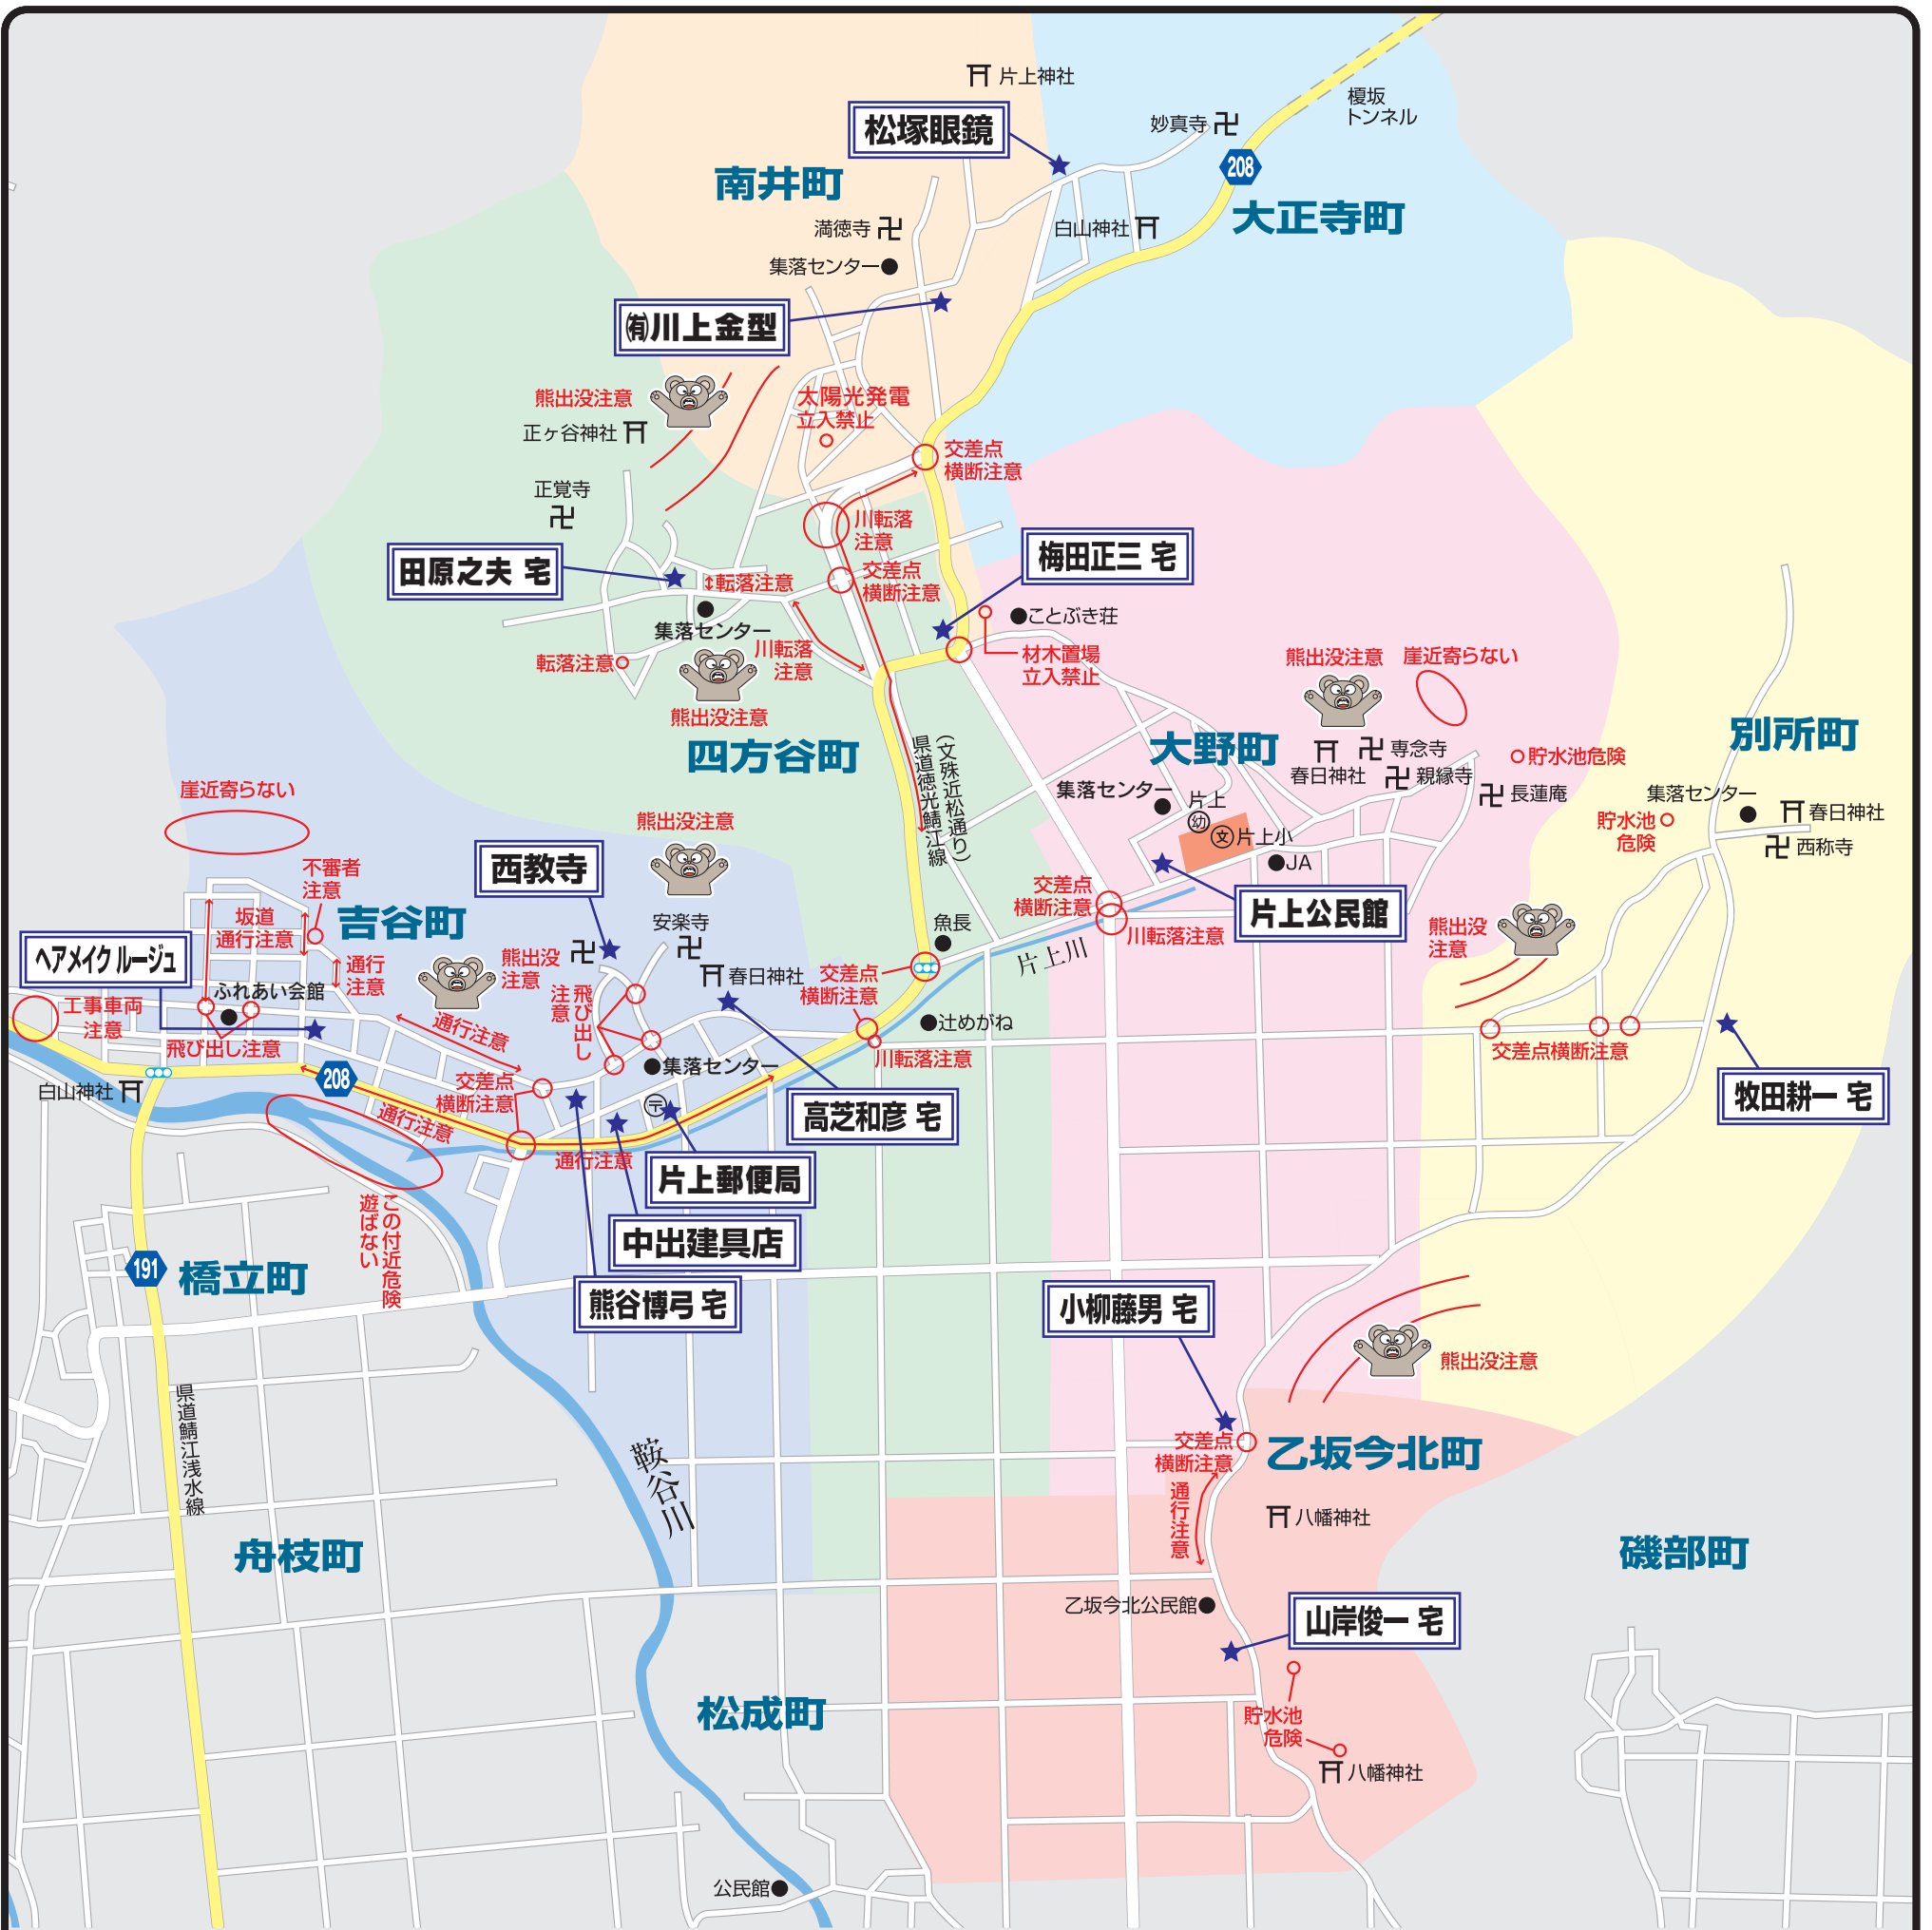 片上神社
榎坂
トンネル
松塚眼鏡
妙真寺
208
南井町
大正寺町
満徳寺
白山神社
集落センター
㈲川上金型
熊出没注意
太陽光発電
立入禁止
正ヶ谷神社
交差点
横断注意
正覚寺
川転落
注意
田原之夫 宅
梅田正三 宅
転落注意
交差点
横断注意
集落センター
ことぶき荘
転落注意
川転落
注意
材木置場
立入禁止
熊出没注意
崖近寄らない
熊出没注意
四方谷町
県道徳光鯖江線
(文殊近松通り)
大野町
専念寺
春日神社
親縁寺
長蓮庵
貯水池危険
別所町
集落センター
春日神社
西称寺
貯水池
危険
集落センター
片上
幼
文
片上小
JA
崖近寄らない
熊出没注意
西教寺
不審者
注意
坂道
通行注意
吉谷町
通行
注意
安楽寺
魚長
交差点
横断注意
片上公民館
川転落注意
片上川
熊出没
注意
ヘアメイク ルージュ
工事車両
注意
ふれあい会館
熊出没
注意
飛び出し
注意
春日神社
交差点
横断注意
辻めがね
川転落注意
交差点横断注意
牧田耕一 宅
飛び出し注意
通行注意
集落センター
白山神社
208
交差点
横断注意
通行注意
〒
高芝和彦 宅
通行注意
片上郵便局
中出建具店
この付近危険
遊ばない
191
橋立町
熊谷博弓 宅
小柳藤男 宅
熊出没注意
県道鯖江浅水線
鞍谷川
交差点
横断注意
乙坂今北町
通行注意
八幡神社
舟枝町
磯部町
乙坂今北公民館
山岸俊一 宅
松成町
貯水池
危険
八幡神社
公民館